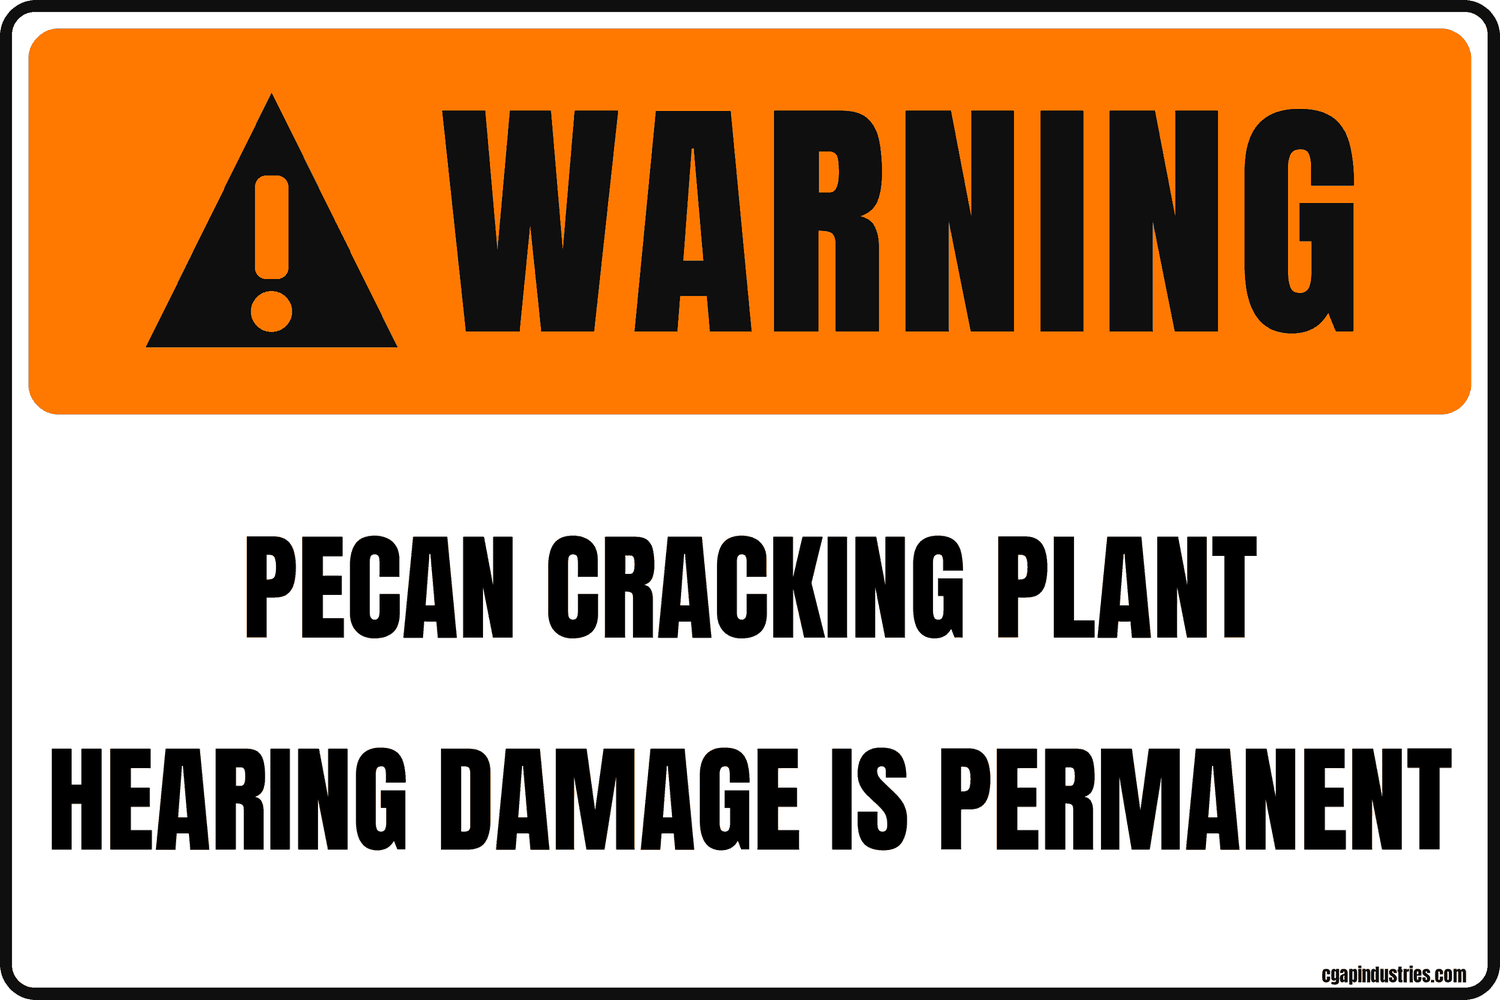 WARNING
PECAN CRACKING PLANT
HEARING DAMAGE IS PERMANENT
cgapindustries.com